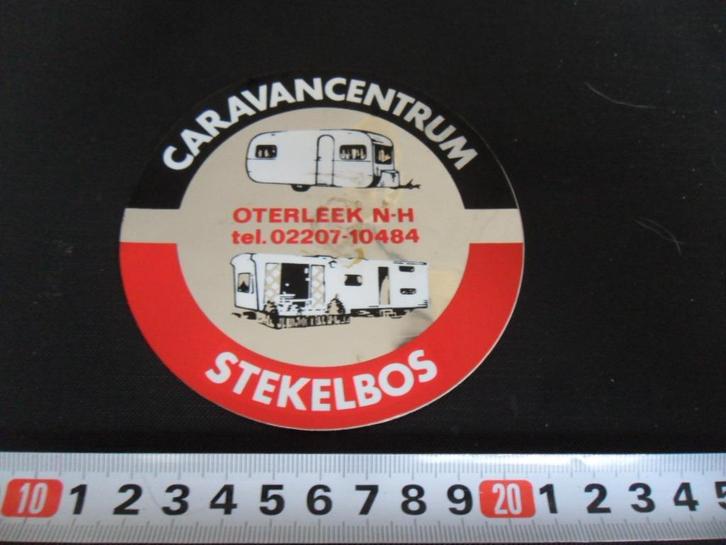 CARAVANCENTRUM
OTERLEEK N-H
tel. 02207-10484
STEKELBOS
10 1 2 3 4 5 6 7 8 9 20 1 2 3 4 5